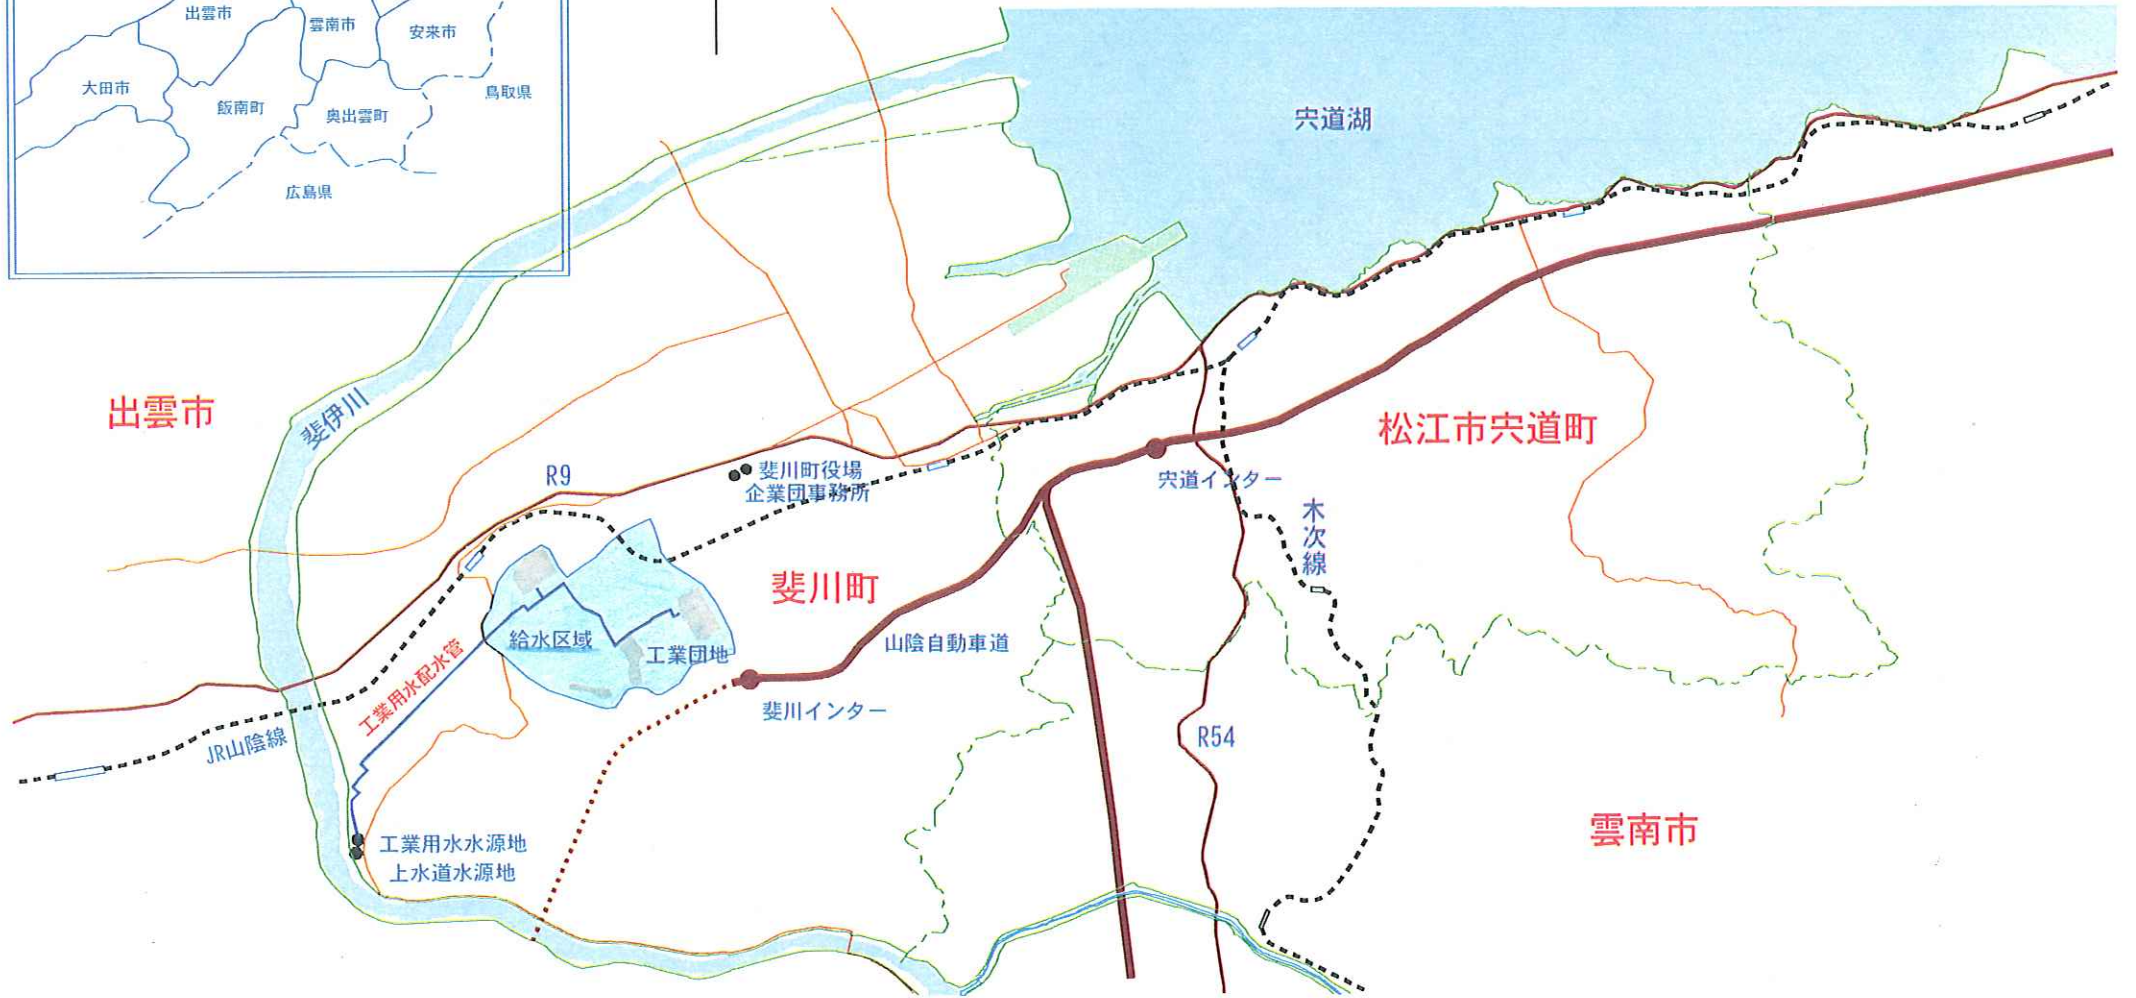 出雲市
雲南市
安来市
大田市
飯南町
奥出雲町
鳥取県
広島県
宍道湖
出雲市
斐伊川
松江市宍道町
R9
斐川町役場
企業団事務所
宍道インター
木次線
斐川町
給水区域
工業団地
山陰自動車道
工業用水配水管
斐川インター
JR山陰線
R54
雲南市
工業用水水源地
上水道水源地